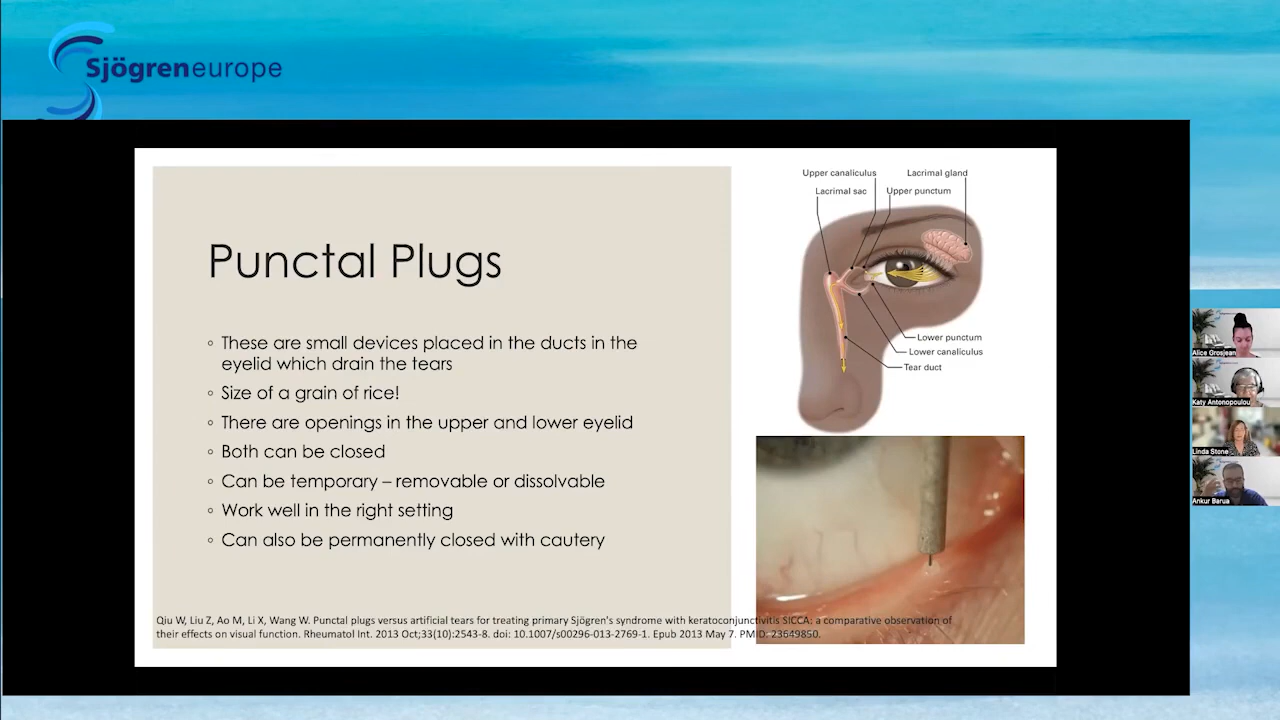 Sjögreneurope
Punctal Plugs
◦ These are small devices placed in the ducts in the
eyelid which drain the tears
◦ Size of a grain of rice!
◦ There are openings in the upper and lower eyelid
◦ Both can be closed
◦ Can be temporary – removable or dissolvable
◦ Work well in the right setting
◦ Can also be permanently closed with cautery
Qiu W, Liu Z, Ao M, Li X, Wang W. Punctal plugs versus artificial tears for treating primary Sjögren's syndrome with keratoconjunctivitis SICCA: a comparative observation of
their effects on visual function. Rheumatol Int. 2013 Oct;33(10):2543-8. doi: 10.1007/s00296-013-2769-1. Epub 2013 May 7. PMID: 23649850.
Upper canaliculus
Lacrimal gland
Lacrimal sac
Upper punctum
Lower punctum
Lower canaliculus
Tear duct
Alice Grosjean
Katy Antonopoulou
Linda Stone
Ankur Barua